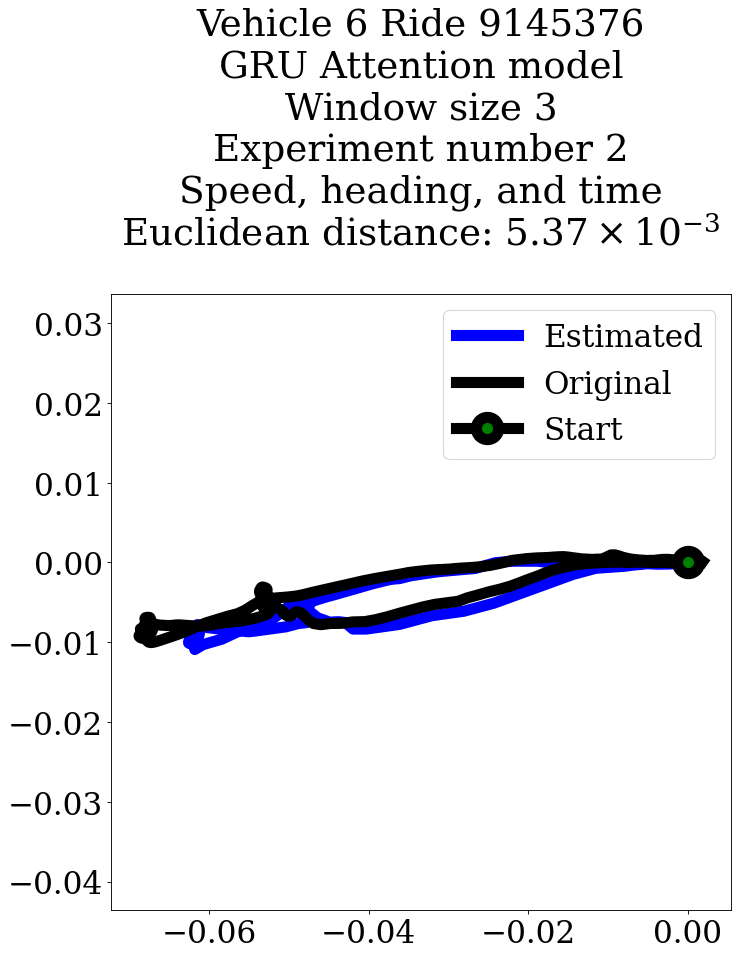 Vehicle 6 Ride 9145376
GRU Attention model
Window size 3
Experiment number 2
Speed, heading, and time
Euclidean distance: 5.37 × 10⁻³
Estimated
Original
Start
0.03
0.02
0.01
0.00
−0.01
−0.02
−0.03
−0.04
−0.06 −0.04 −0.02 0.00